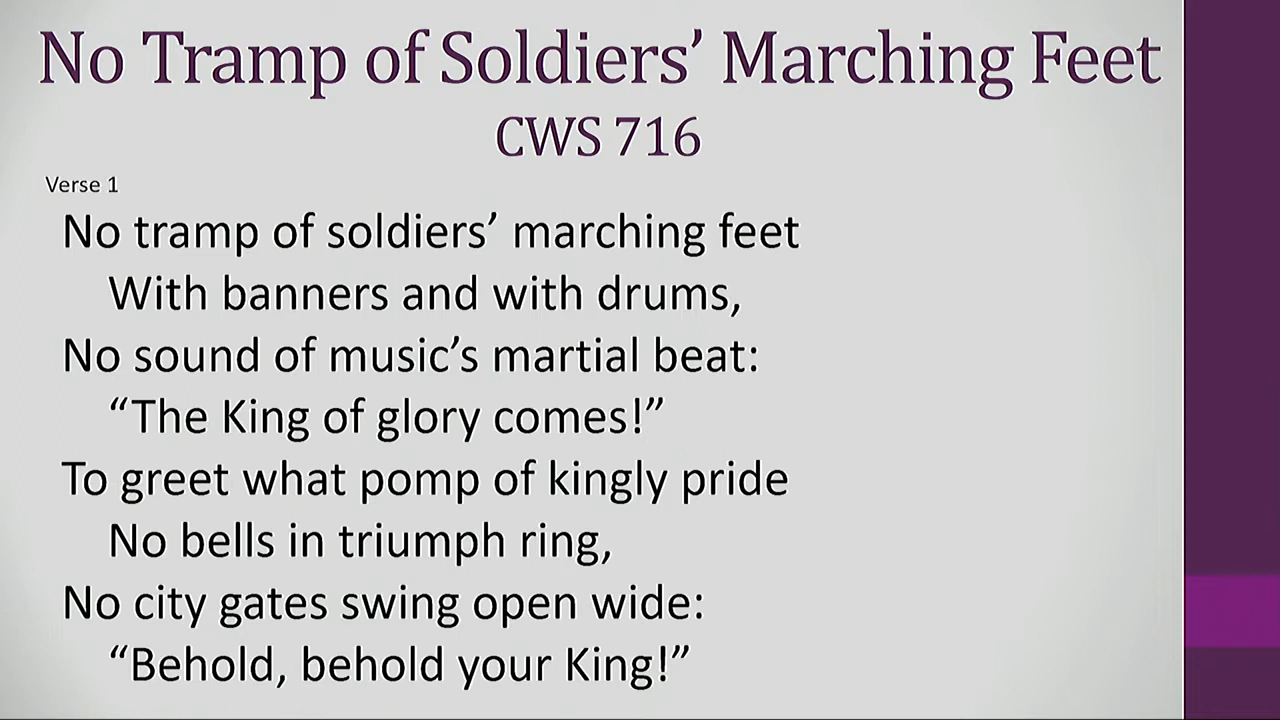 No Tramp of Soldiers’ Marching Feet
CWS 716
Verse 1
No tramp of soldiers’ marching feet
With banners and with drums,
No sound of music’s martial beat:
“The King of glory comes!”
To greet what pomp of kingly pride
No bells in triumph ring,
No city gates swing open wide:
“Behold, behold your King!”